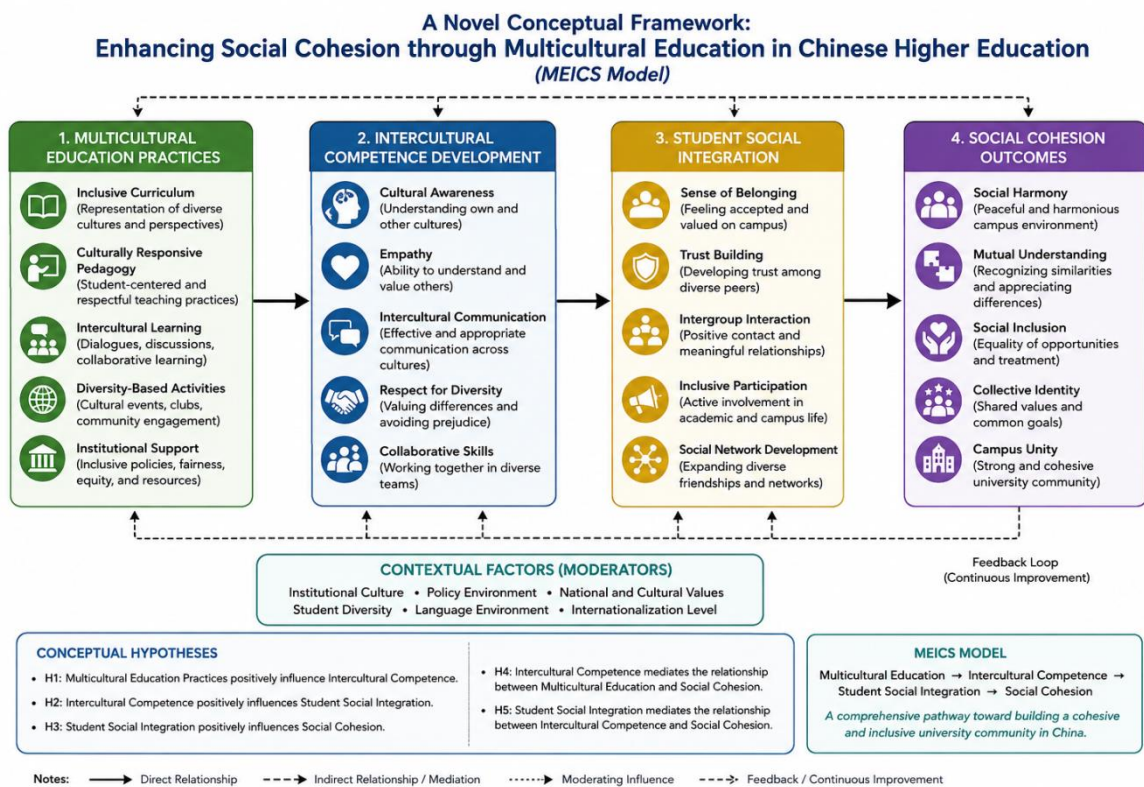 A Novel Conceptual Framework:
Enhancing Social Cohesion through Multicultural Education in Chinese Higher Education
(MEICS Model)
1. MULTICULTURAL
EDUCATION PRACTICES
Inclusive Curriculum
(Representation of diverse
cultures and perspectives)
Culturally Responsive
Pedagogy
(Student-centered and
respectful teaching practices)
Intercultural Learning
(Dialogues, discussions,
collaborative learning)
Diversity-Based Activities
(Cultural events, clubs,
community engagement)
Institutional Support
(Inclusive policies, fairness,
equity, and resources)
2. INTERCULTURAL
COMPETENCE DEVELOPMENT
Cultural Awareness
(Understanding own and
other cultures)
Empathy
(Ability to understand and
value others)
Intercultural Communication
(Effective and appropriate
communication across
cultures)
Respect for Diversity
(Valuing differences and
avoiding prejudice)
Collaborative Skills
(Working together in diverse
teams)
3. STUDENT SOCIAL
INTEGRATION
Sense of Belonging
(Feeling accepted and
valued on campus)
Trust Building
(Developing trust among
diverse peers)
Intergroup Interaction
(Positive contact and
meaningful relationships)
Inclusive Participation
(Active involvement in
academic and campus life)
Social Network Development
(Expanding diverse
friendships and networks)
4. SOCIAL COHESION
OUTCOMES
Social Harmony
(Peaceful and harmonious
campus environment)
Mutual Understanding
(Recognizing similarities
and appreciating
differences)
Social Inclusion
(Equality of opportunities
and treatment)
Collective Identity
(Shared values and
common goals)
Campus Unity
(Strong and cohesive
university community)
Feedback Loop
(Continuous Improvement)
CONTEXTUAL FACTORS (MODERATORS)
Institutional Culture • Policy Environment • National and Cultural Values
Student Diversity • Language Environment • Internationalization Level
CONCEPTUAL HYPOTHESES
• H1: Multicultural Education Practices positively influence Intercultural Competence.
• H2: Intercultural Competence positively influences Student Social Integration.
• H3: Student Social Integration positively influences Social Cohesion.
• H4: Intercultural Competence mediates the relationship
between Multicultural Education and Social Cohesion.
• H5: Student Social Integration mediates the relationship
between Intercultural Competence and Social Cohesion.
MEICS MODEL
Multicultural Education → Intercultural Competence →
Student Social Integration → Social Cohesion
A comprehensive pathway toward building a cohesive
and inclusive university community in China.
Notes: Direct Relationship Indirect Relationship / Mediation Moderating Influence Feedback / Continuous Improvement